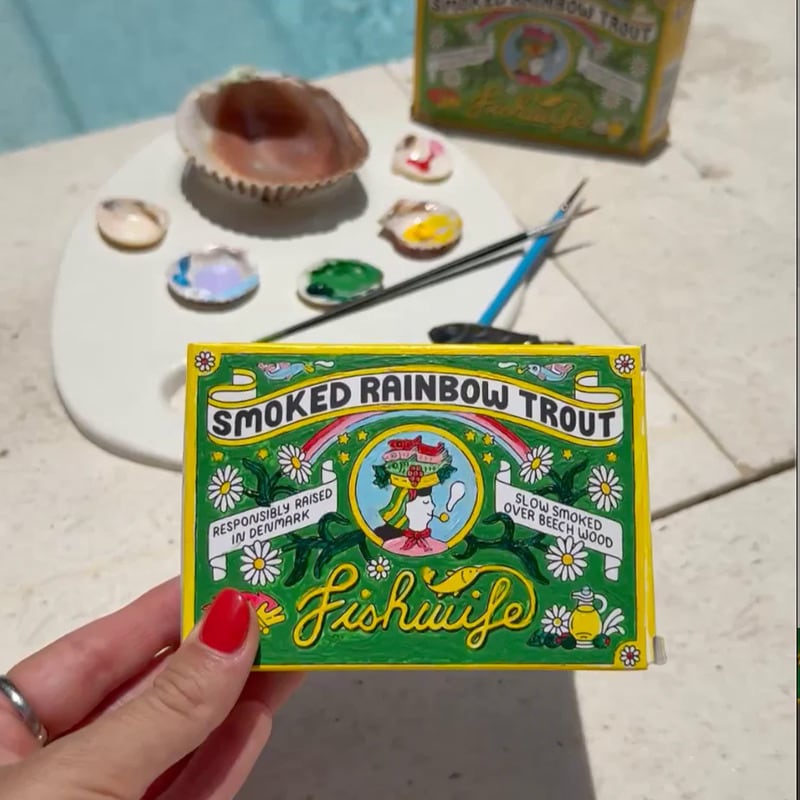 SMOKED RAINBOW TROUT
SMOKED RAINBOW TROUT
RESPONSIBLY RAISED
IN DENMARK
SLOW SMOKED
OVER BEECH WOOD
Fishwife
Fishwife